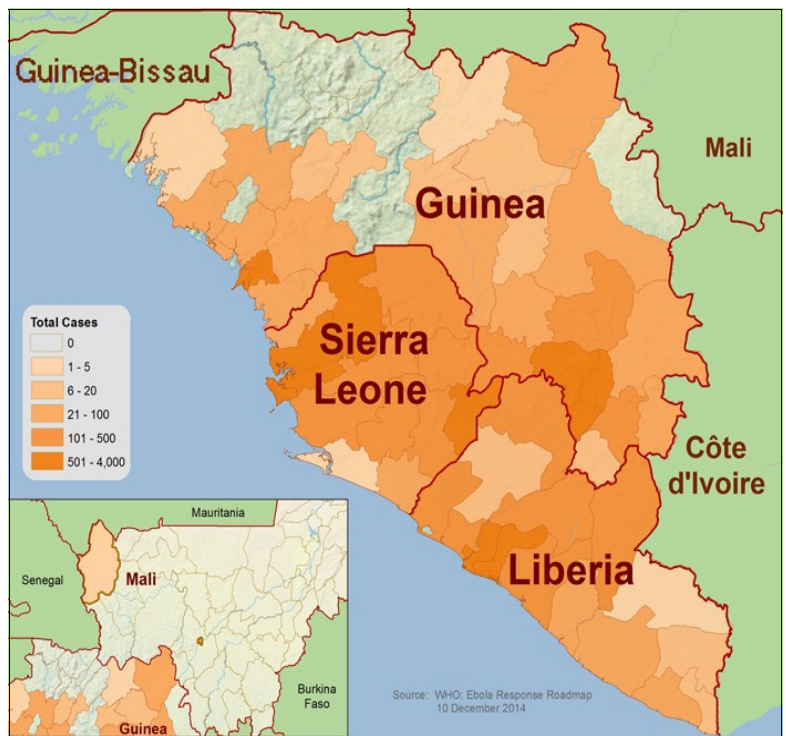 Guinea-Bissau
Mali
Guinea
Sierra
Leone
Total Cases
0
1 - 5
6 - 20
21 - 100
101 - 500
501 - 4,000
Côte
d'Ivoire
Liberia
Mauritania
Senegal
Mali
Burkina
Faso
Guinea
Source: WHO: Ebola Response Roadmap
10 December 2014